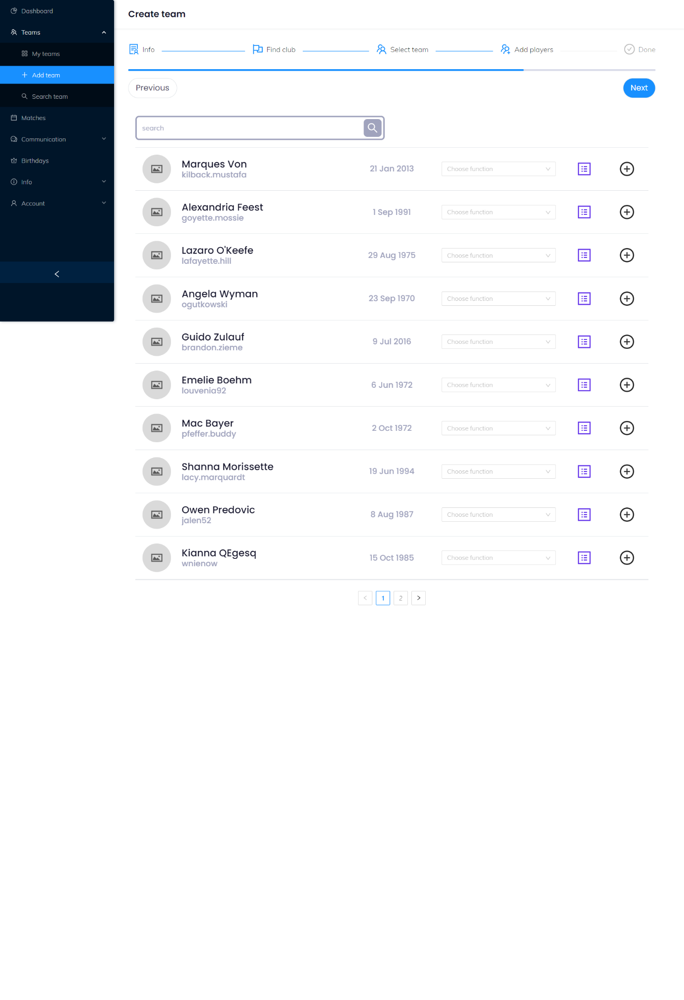 Dashboard
Teams
My teams
Add team
Search team
Matches
Communication
Birthdays
Info
Account
Create team
Info
Find club
Select team
Add players
Done
Previous
Next
search
Marques Von
kilback.mustafa
21 Jan 2013
Choose function
Alexandria Feest
goyette.mossie
1 Sep 1991
Choose function
Lazaro O'Keefe
lafayette.hill
29 Aug 1975
Choose function
Angela Wyman
ogutkowski
23 Sep 1970
Choose function
Guido Zulauf
brandon.zieme
9 Jul 2016
Choose function
Emelie Boehm
louvenia92
6 Jun 1972
Choose function
Mac Bayer
pfeffer.buddy
2 Oct 1972
Choose function
Shanna Morissette
lacy.marquardt
19 Jun 1994
Choose function
Owen Predovic
jalen52
8 Aug 1987
Choose function
Kianna QEgesq
wnienow
15 Oct 1985
Choose function
1
2